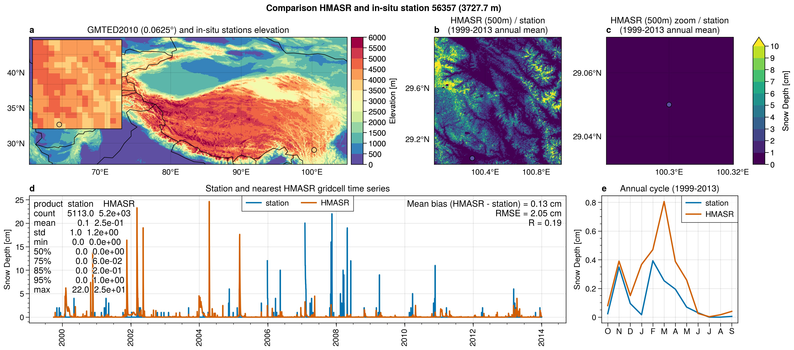 Comparison HMASR and in-situ station 56357 (3727.7 m)
a
GMTED2010 (0.0625°) and in-situ stations elevation
40°N
35°N
30°N
70°E
80°E
90°E
100°E
6000
5500
5000
4500
4000
3500
3000
2500
2000
1500
1000
500
0
Elevation [m]
b
HMASR (500m) / station
(1999-2013 annual mean)
29.6°N
29.2°N
100.4°E
100.8°E
c
HMASR (500m) zoom / station
(1999-2013 annual mean)
29.06°N
29.04°N
100.3°E
100.32°E
10
9
8
7
6
5
4
3
2
1
0
Snow Depth [cm]
d
Station and nearest HMASR gridcell time series
product station HMASR
count 5113.0 5.2e+03
mean 0.1 2.5e-01
std 1.0 1.2e+00
min 0.0 0.0e+00
50% 0.0
75% 0.0 6.0e-02
85% 0.0 2.0e-01
95% 0.0 1.0e+00
max 22.0 2.5e+01
station
HMASR
Mean bias (HMASR - station) = 0.13 cm
RMSE = 2.05 cm
R = 0.19
Snow Depth [cm]
25
20
15
10
5
0
2000
2002
2004
2006
2008
2010
2012
2014
e
Annual cycle (1999-2013)
station
HMASR
Snow Depth [cm]
0.8
0.6
0.4
0.2
0.0
O N D J F M A M J J A S